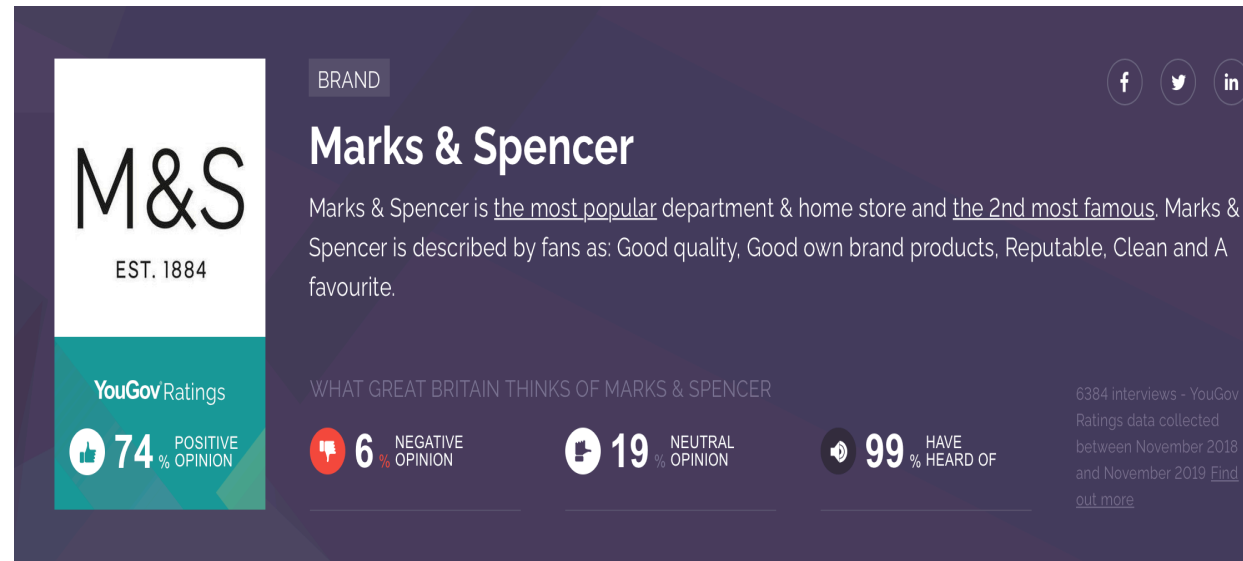 M&S
EST. 1884
YouGov Ratings
74 % POSITIVE
OPINION
BRAND
Marks & Spencer
Marks & Spencer is the most popular department & home store and the 2nd most famous. Marks &
Spencer is described by fans as: Good quality, Good own brand products, Reputable, Clean and A
favourite.
WHAT GREAT BRITAIN THINKS OF MARKS & SPENCER
6 % NEGATIVE
OPINION
19 % NEUTRAL
OPINION
99 % HAVE
HEARD OF
6384 interviews - YouGov
Ratings data collected
between November 2018
and November 2019 Find
out more
f
in